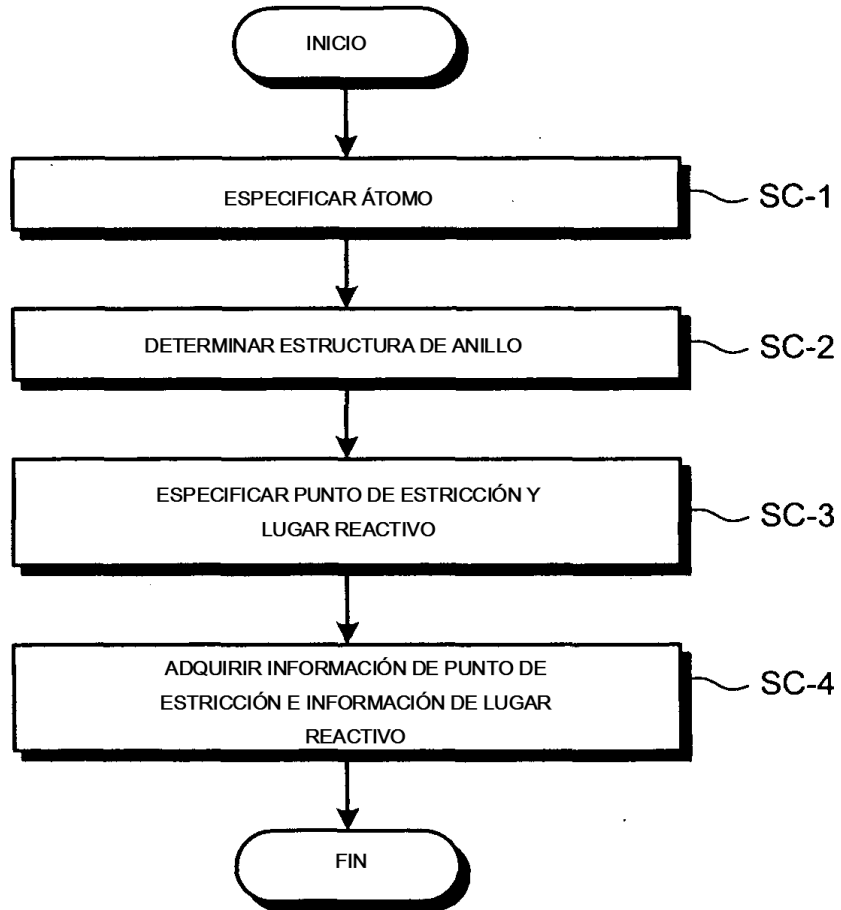 INICIO
ESPECIFICAR ÁTOMO
SC-1
DETERMINAR ESTRUCTURA DE ANILLO
SC-2
ESPECIFICAR PUNTO DE ESTRICCIÓN Y
LUGAR REACTIVO
SC-3
ADQUIRIR INFORMACIÓN DE PUNTO DE
ESTRICCIÓN E INFORMACIÓN DE LUGAR
REACTIVO
SC-4
FIN